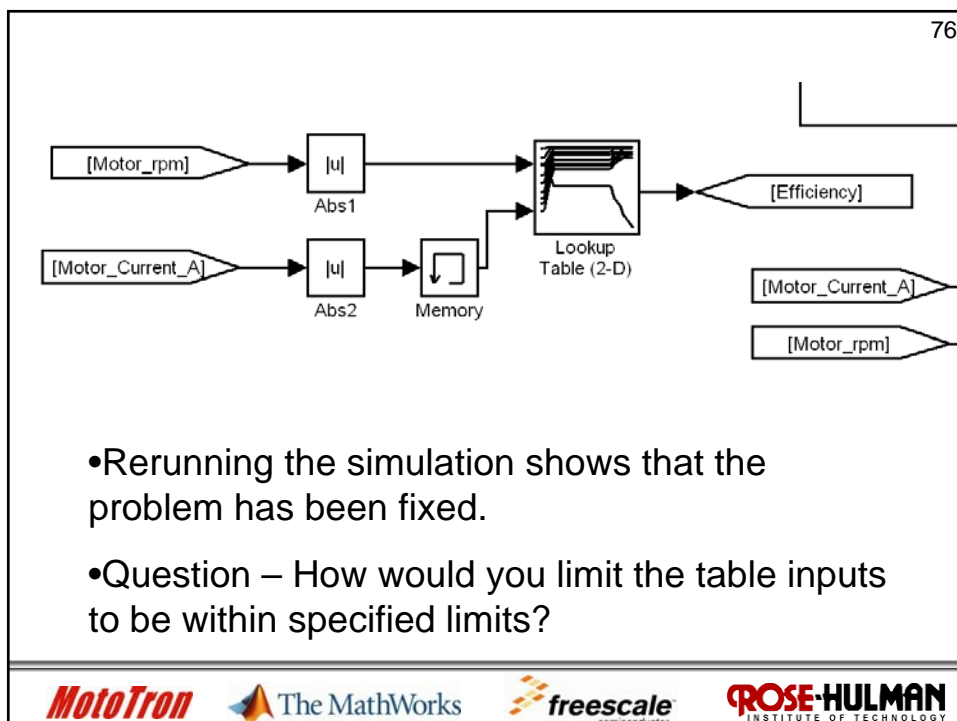 76
[Motor_rpm]
|u|
Abs1
[Motor_Current_A]
|u|
Abs2
Memory
Lookup
Table (2-D)
[Efficiency]
[Motor_Current_A]
[Motor_rpm]
•Rerunning the simulation shows that the
problem has been fixed.
•Question – How would you limit the table inputs
to be within specified limits?
MotoTron
The MathWorks
freescale
ROSE-HULMAN
INSTITUTE OF TECHNOLOGY